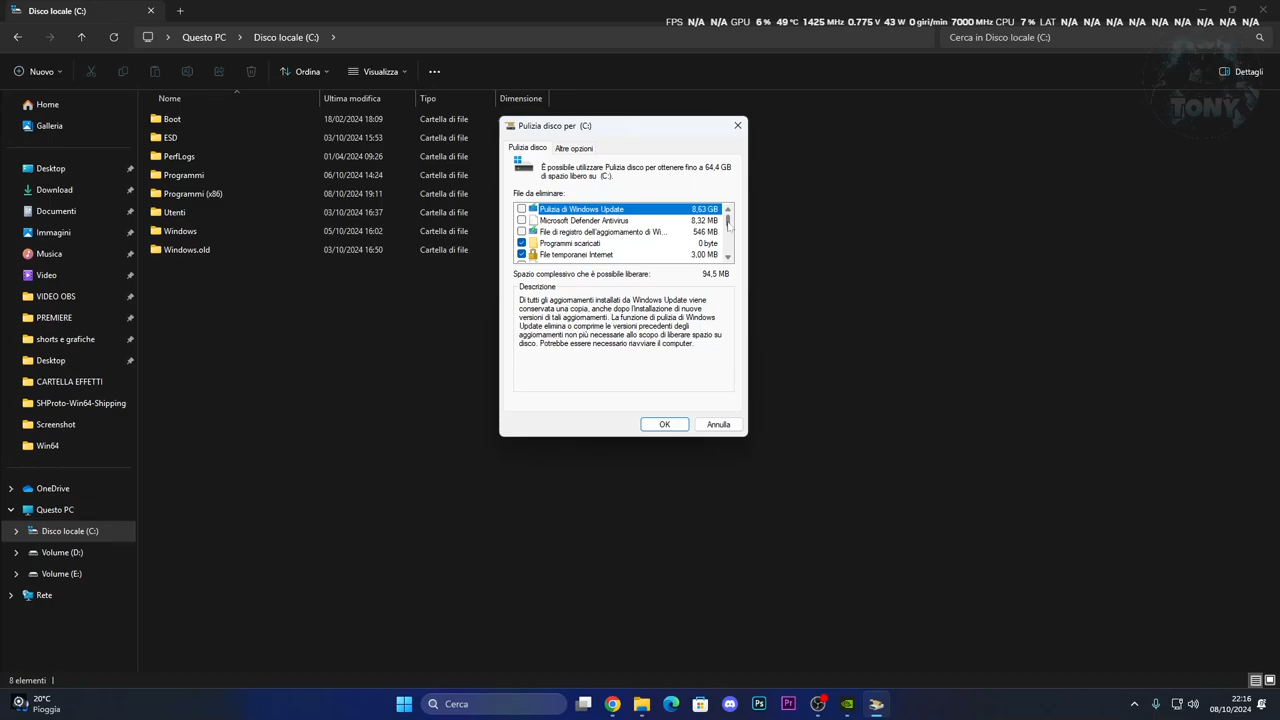 Disco locale (C:)
FPS N/A N/A GPU 6 % 49 °C 1425 MHz 0.775 V 43 W 0 giri/min 7000 MHz CPU 7 % LAT N/A N/A N/A N/A N/A N/A N/A
Questo PC > Disco locale (C:) >
Cerca in Disco locale (C:)
Nuovo
Ordina
Visualizza
Dettagli
TONY
Nome Ultima modifica Tipo Dimensione
Boot 18/02/2024 18:09 Cartella di file
ESD 03/10/2024 15:53 Cartella di file
PerfLogs 01/04/2024 09:26 Cartella di file
Programmi 06/10/2024 14:24 Cartella di file
Programmi (x86) 08/10/2024 19:11 Cartella di file
Utenti 03/10/2024 16:37 Cartella di file
Windows 05/10/2024 16:02 Cartella di file
Windows.old 03/10/2024 16:50 Cartella di file
Home
Galleria
Desktop
Download
Documenti
Immagini
Musica
Video
VIDEO OBS
PREMIERE
shorts e grafiche
Desktop
CARTELLA EFFETTI
SHProto-Win64-Shipping
Screenshot
Win64
OneDrive
Questo PC
Disco locale (C:)
Volume (D:)
Volume (E:)
Rete
Pulizia disco per (C:)
Pulizia disco Altre opzioni
È possibile utilizzare Pulizia disco per ottenere fino a 64,4 GB
di spazio libero su (C:).
File da eliminare:
Pulizia di Windows Update 8,63 GB
Microsoft Defender Antivirus 8,32 MB
File di registro dell'aggiornamento di Wi... 546 MB
Programmi scaricati 0 byte
File temporanei Internet 3,00 MB
Spazio complessivo che è possibile liberare: 94,5 MB
Descrizione
Di tutti gli aggiornamenti installati da Windows Update viene
conservata una copia, anche dopo l'installazione di nuove
versioni di tali aggiornamenti. La funzione di pulizia di Windows
Update elimina o comprime le versioni precedenti degli
aggiornamenti non più necessarie allo scopo di liberare spazio su
disco. Potrebbe essere necessario riavviare il computer.
OK Annulla
8 elementi
20°C
Pioggia
Cerca
Ps
Pr
22:16
08/10/2024